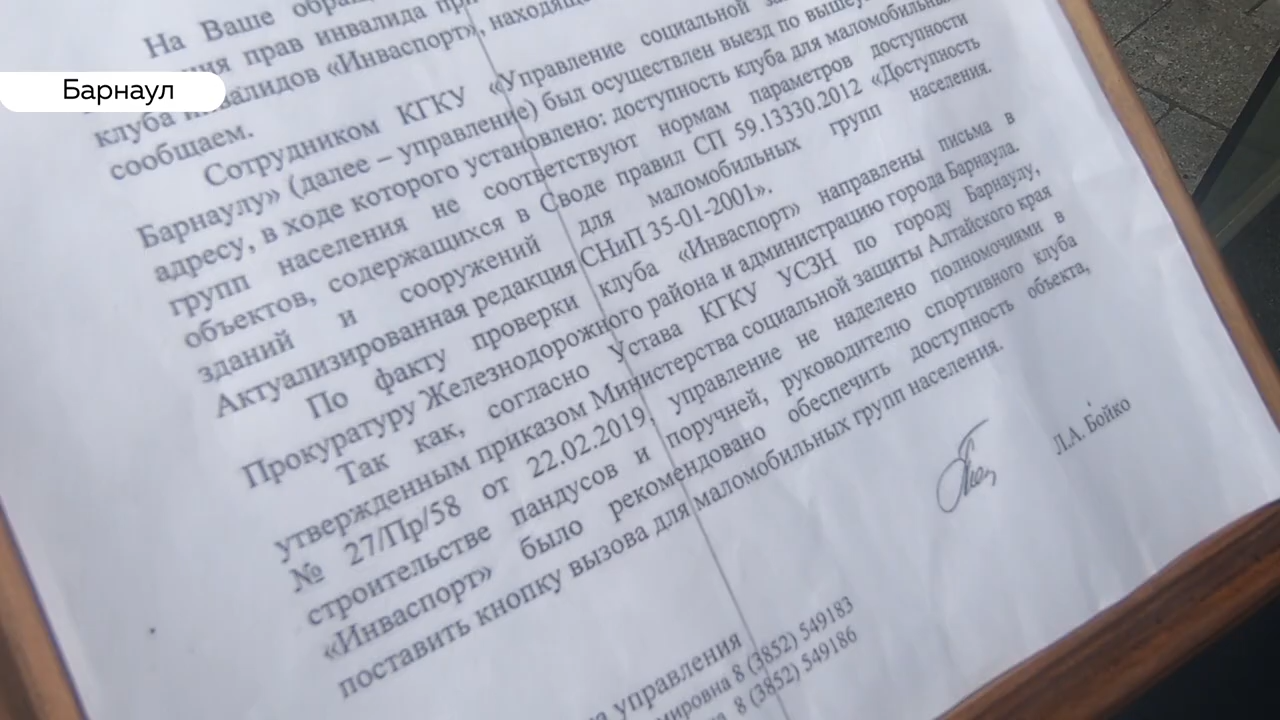 Барнаул
На Ваше
прав инвалида
клуба «Инваспорт»,
сообщаем.
Сотрудником КГКУ «Управление социальной
Барнаулу» (далее – управление) был осуществлен выезд по
адресу, в ходе которого установлено: доступность клуба для маломобильных
групп населения не соответствуют нормам параметров доступности
объектов, содержащихся в Своде правил СП 59.13330.2012 «Доступность
зданий и сооружений для маломобильных групп населения.
Актуализированная редакция СНиП 35-01-2001».
По факту проверки клуба «Инваспорт» направлены письма в
Прокуратуру Железнодорожного района и администрацию города Барнаула.
Так как, согласно Устава КГКУ УСЗН по городу Барнаулу,
утвержденным приказом Министерства социальной защиты Алтайского края
№ 27/Пр/58 от 22.02.2019, управление не наделено полномочиями в
строительстве пандусов и поручней, руководителю спортивного клуба
«Инваспорт» было рекомендовано обеспечить доступность объекта,
поставить кнопку вызова для маломобильных групп населения.
Л.А. Бойко
управления
8 (3852) 549183
8 (3852) 549186